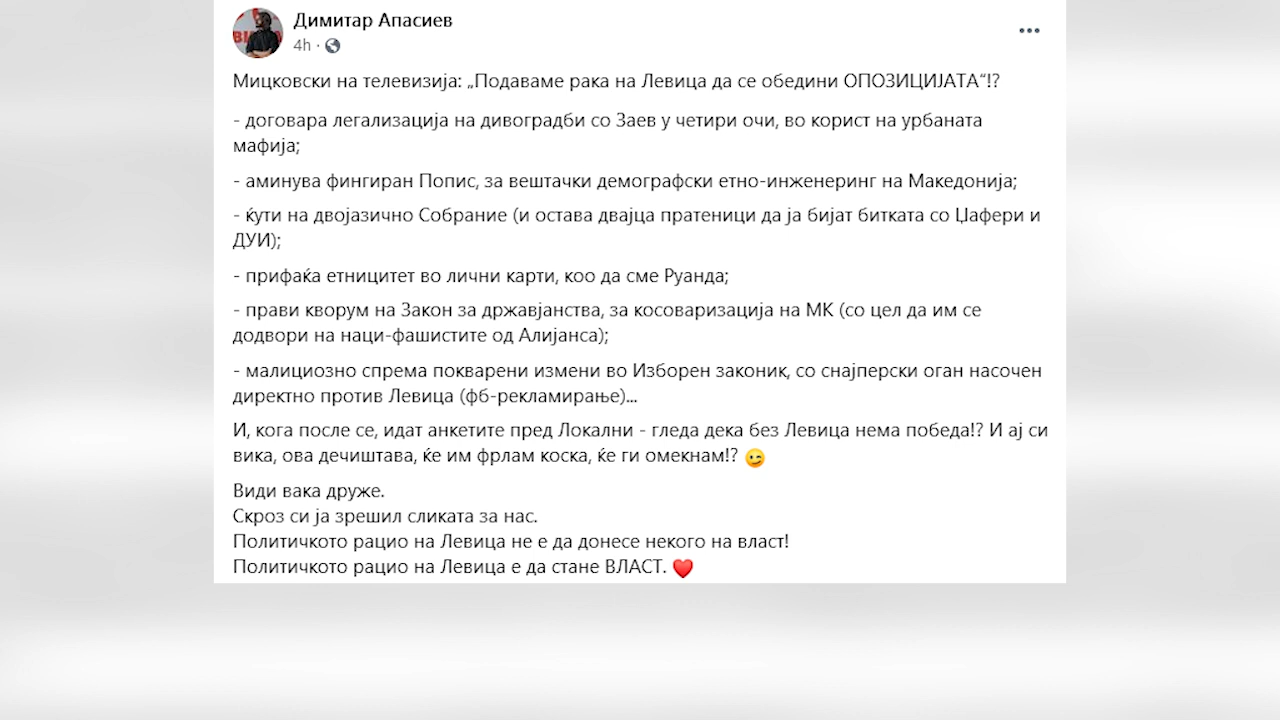 Димитар Апасиев
4h ·
Мицковски на телевизија: „Подаваме рака на Левица да се обедини ОПОЗИЦИЈАТА“!?
- договара легализација на дивоградби со Заев у четири очи, во корист на урбаната
мафија;
- аминува фингиран Попис, за вештачки демографски етно-инженеринг на Македонија;
- ќути на двојазично Собрание (и остава двајца пратеници да ја бијат битката со Џафери и
ДУИ);
- прифаќа етницитет во лични карти, коо да сме Руанда;
- прави кворум на Закон за државјанства, за косоваризација на МК (со цел да им се
додвори на наци-фашистите од Алијанса);
- малициозно спрема покварени измени во Изборен законик, со снајперски оган насочен
директно против Левица (фб-рекламирање)...
И, кога после се, идат анкетите пред Локални - гледа дека без Левица нема победа!? И ај си
вика, ова дечиштава, ќе им фрлам коска, ќе ги омекнам!? 😉
Види вака друже.
Скроз си ја зрешил сликата за нас.
Политичкото рацио на Левица не е да донесе некого на власт!
Политичкото рацио на Левица е да стане ВЛАСТ. ❤️